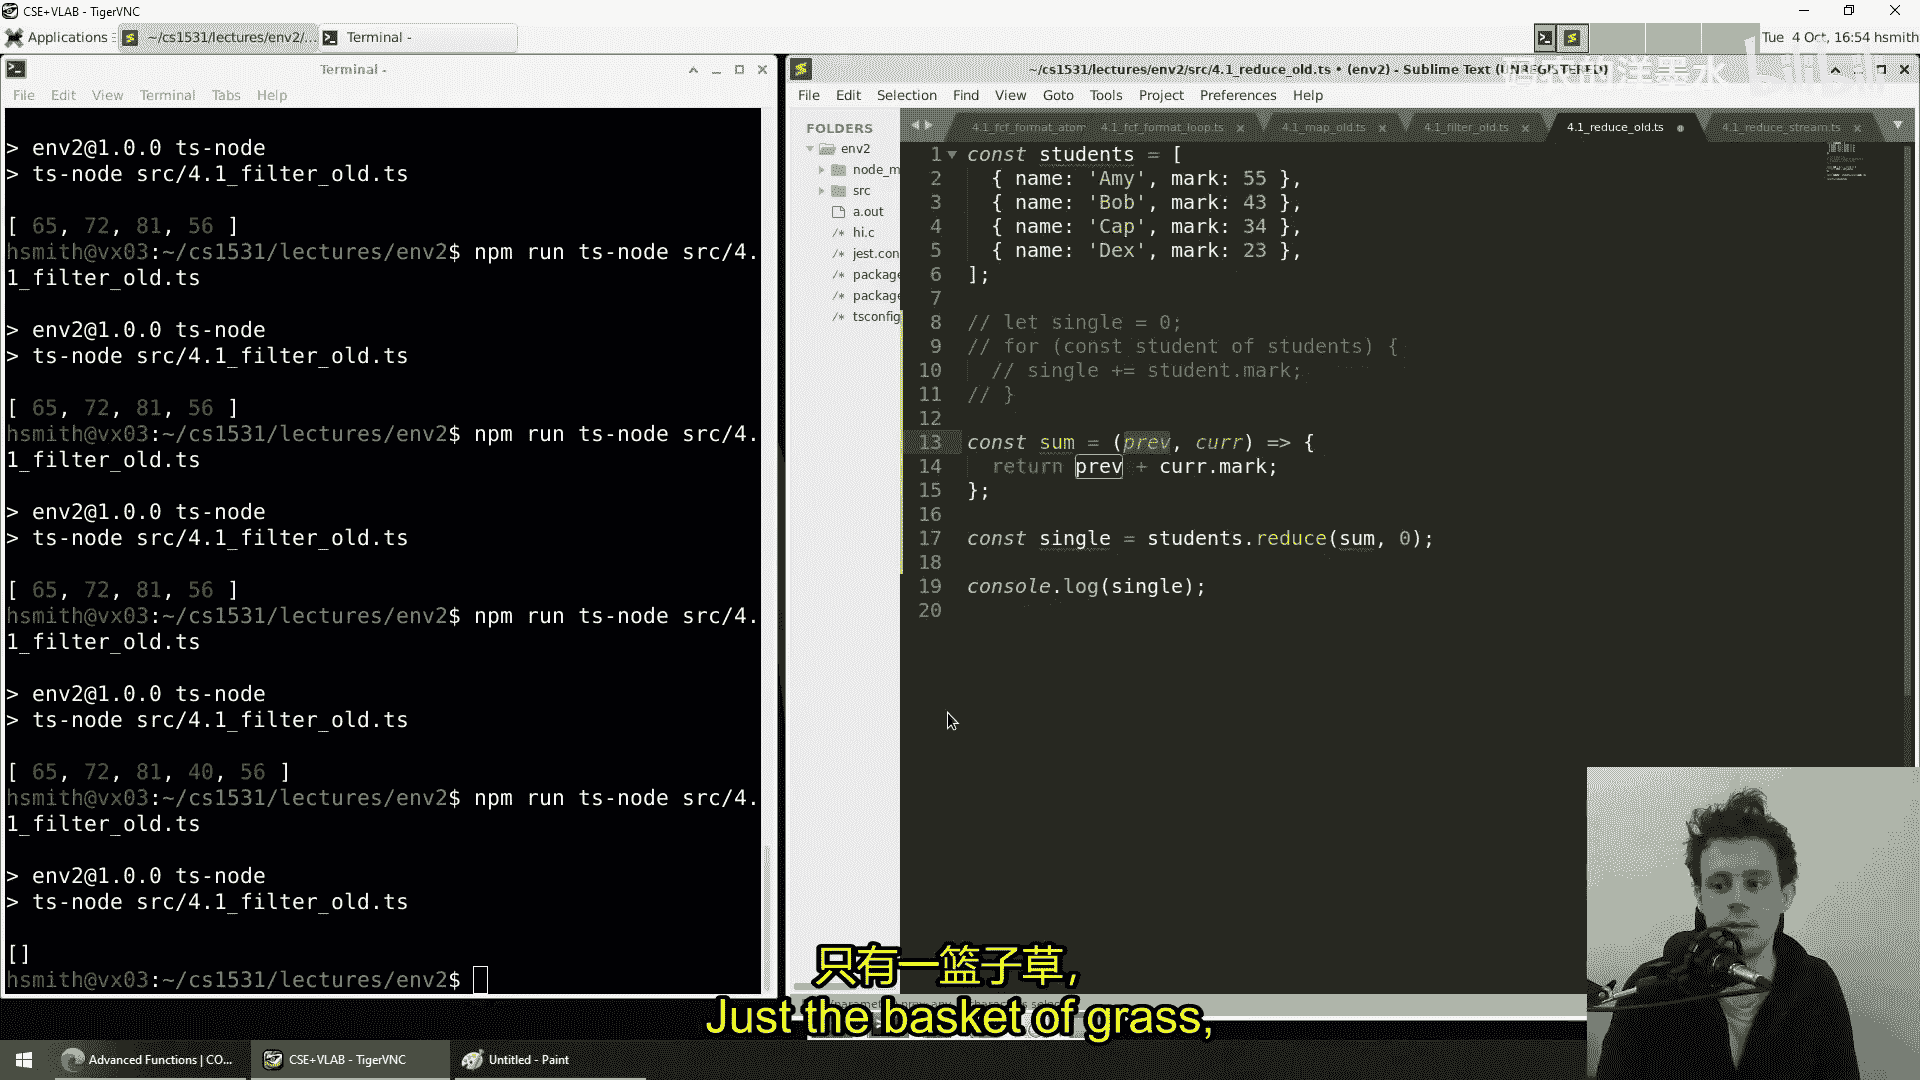 CSE+VLAB - TigerVNC
Applications
~/cs1531/lectures/env2/...
Terminal -
Tue 4 Oct, 16:54 hsmith
Terminal -
File Edit View Terminal Tabs Help
> env2@1.0.0 ts-node
> ts-node src/4.1_filter_old.ts
[ 65, 72, 81, 56 ]
hsmith@vx03:~/cs1531/lectures/env2$ npm run ts-node src/4.
1_filter_old.ts
> env2@1.0.0 ts-node
> ts-node src/4.1_filter_old.ts
[ 65, 72, 81, 56 ]
hsmith@vx03:~/cs1531/lectures/env2$ npm run ts-node src/4.
1_filter_old.ts
> env2@1.0.0 ts-node
> ts-node src/4.1_filter_old.ts
[ 65, 72, 81, 56 ]
hsmith@vx03:~/cs1531/lectures/env2$ npm run ts-node src/4.
1_filter_old.ts
> env2@1.0.0 ts-node
> ts-node src/4.1_filter_old.ts
[ 65, 72, 81, 40, 56 ]
hsmith@vx03:~/cs1531/lectures/env2$ npm run ts-node src/4.
1_filter_old.ts
> env2@1.0.0 ts-node
> ts-node src/4.1_filter_old.ts
[]
hsmith@vx03:~/cs1531/lectures/env2$
~/cs1531/lectures/env2/src/4.1_reduce_old.ts • (env2) - Sublime Text (UNREGISTERED)
的洋墨水 bilibili
File Edit Selection Find View Goto Tools Project Preferences Help
FOLDERS
env2
node_m
src
a.out
hi.c
jest.con
package
package
tsconfig
4.1_fcf_format_atom 4.1_fcf_format_loop.ts 4.1_map_old.ts 4.1_filter_old.ts 4.1_reduce_old.ts 4.1_reduce_stream.ts
1 const students = [
2 { name: 'Amy', mark: 55 },
3 { name: 'Bob', mark: 43 },
4 { name: 'Cap', mark: 34 },
5 { name: 'Dex', mark: 23 },
6 ];
7
8 // let single = 0;
9 // for (const student of students) {
10 // single += student.mark;
11 // }
12
13 const sum = (prev, curr) => {
14 return prev + curr.mark;
15 };
16
17 const single = students.reduce(sum, 0);
18
19 console.log(single);
20
只有一篮子草，
Just the basket of grass,
Advanced Functions | CO...
CSE+VLAB - TigerVNC
Untitled - Paint